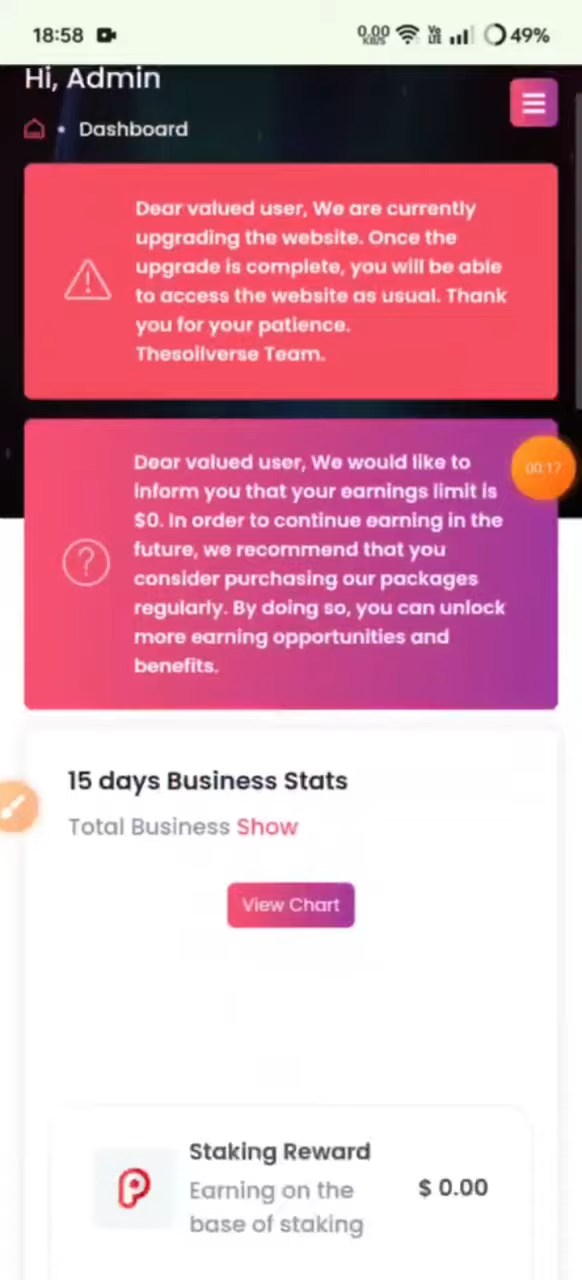 18:58
0.00 KB/S
Vo LTE
49%
Hi, Admin
Dashboard
Dear valued user, We are currently
upgrading the website. Once the
upgrade is complete, you will be able
to access the website as usual. Thank
you for your patience.
Thesoilverse Team.
Dear valued user, We would like to
inform you that your earnings limit is
$0. In order to continue earning in the
future, we recommend that you
consider purchasing our packages
regularly. By doing so, you can unlock
more earning opportunities and
benefits.
00:17
15 days Business Stats
Total Business Show
View Chart
Staking Reward
Earning on the
base of staking
$ 0.00